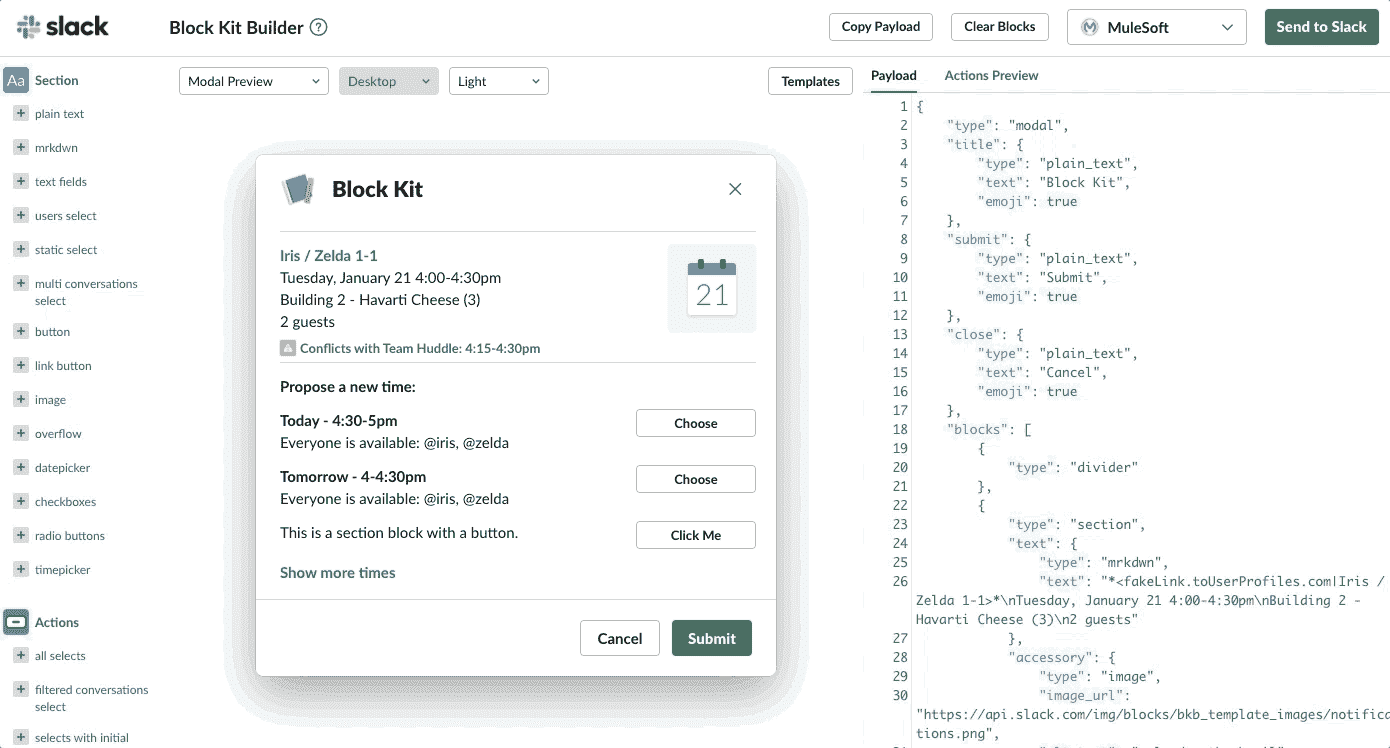 slack
Block Kit Builder ?
Copy Payload
Clear Blocks
MuleSoft
Send to Slack
Aa Section
plain text
mrkdwn
text fields
users select
static select
multi conversations
select
button
link button
image
overflow
datepicker
checkboxes
radio buttons
timepicker
Actions
all selects
filtered conversations
select
selects with initial
Modal Preview
Desktop
Light
Templates
Block Kit
Iris / Zelda 1-1
Tuesday, January 21 4:00-4:30pm
Building 2 - Havarti Cheese (3)
2 guests
21
Conflicts with Team Huddle: 4:15-4:30pm
Propose a new time:
Today - 4:30-5pm
Everyone is available: @iris, @zelda
Choose
Tomorrow - 4-4:30pm
Everyone is available: @iris, @zelda
Choose
This is a section block with a button.
Click Me
Show more times
Cancel
Submit
Payload
Actions Preview
1 {
2 "type": "modal",
3 "title": {
4 "type": "plain_text",
5 "text": "Block Kit",
6 "emoji": true
7 },
8 "submit": {
9 "type": "plain_text",
10 "text": "Submit",
11 "emoji": true
12 },
13 "close": {
14 "type": "plain_text",
15 "text": "Cancel",
16 "emoji": true
17 },
18 "blocks": [
19 {
20 "type": "divider"
21 },
22 {
23 "type": "section",
24 "text": {
25 "type": "mrkdwn",
26 "text": "*<fakeLink.toUserProfiles.com|Iris /
Zelda 1-1>*\nTuesday, January 21 4:00-4:30pm\nBuilding 2 -
Havarti Cheese (3)\n2 guests"
27 },
28 "accessory": {
29 "type": "image",
30 "image_url":
"https://api.slack.com/img/blocks/bkb_template_images/notifica
tions.png",